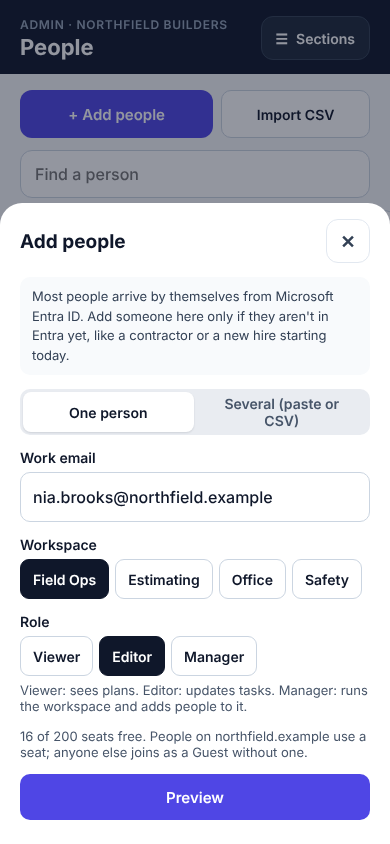 ADMIN · NORTHFIELD BUILDERS
People
☰ Sections
+ Add people
Import CSV
Find a person
Add people
✕
Most people arrive by themselves from Microsoft
Entra ID. Add someone here only if they aren't in
Entra yet, like a contractor or a new hire starting
today.
One person
Several (paste or
CSV)
Work email
nia.brooks@northfield.example
Workspace
Field Ops
Estimating
Office
Safety
Role
Viewer
Editor
Manager
Viewer: sees plans. Editor: updates tasks. Manager: runs
the workspace and adds people to it.
16 of 200 seats free. People on northfield.example use a
seat; anyone else joins as a Guest without one.
Preview